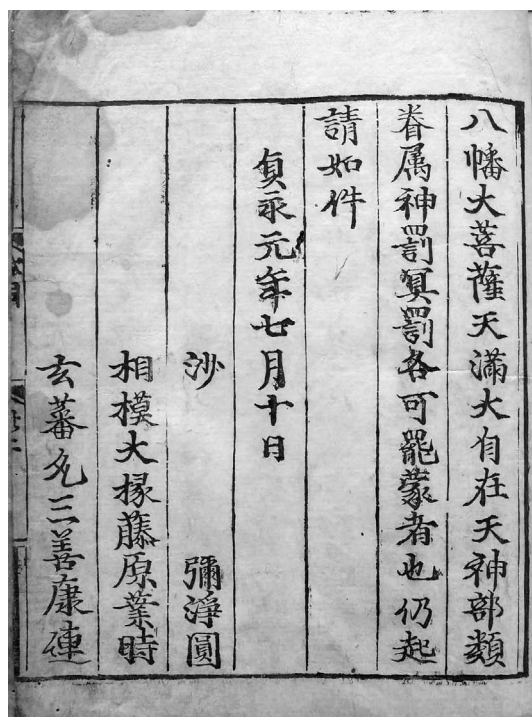 八幡大菩薩天滿大自在天神部類
眷属神罸冥罸各可罷蒙者也仍起
請如件
貞永元年七月十日
沙 彌淨圓
相模大掾藤原業時
玄蕃允三善康連